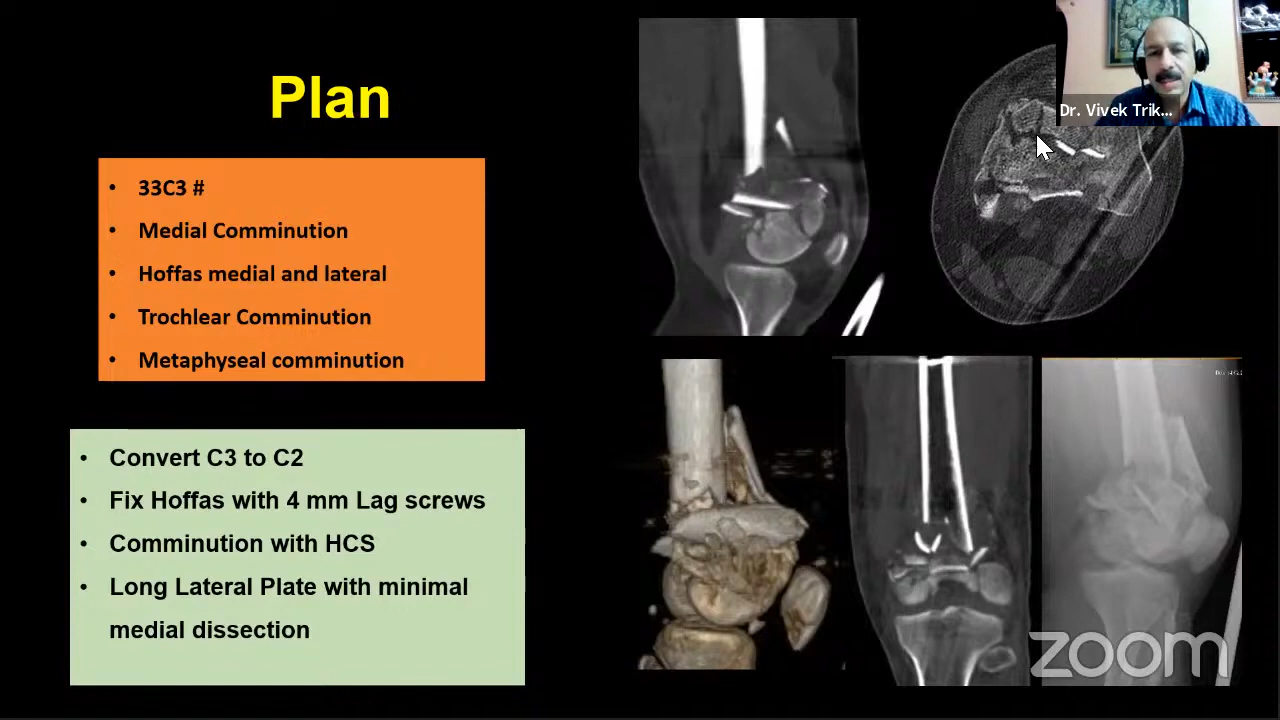 Plan
• 33C3 #
• Medial Comminution
• Hoffas medial and lateral
• Trochlear Comminution
• Metaphyseal comminution
• Convert C3 to C2
• Fix Hoffas with 4 mm Lag screws
• Comminution with HCS
• Long Lateral Plate with minimal
medial dissection
Dr. Vivek Trik...
zoom